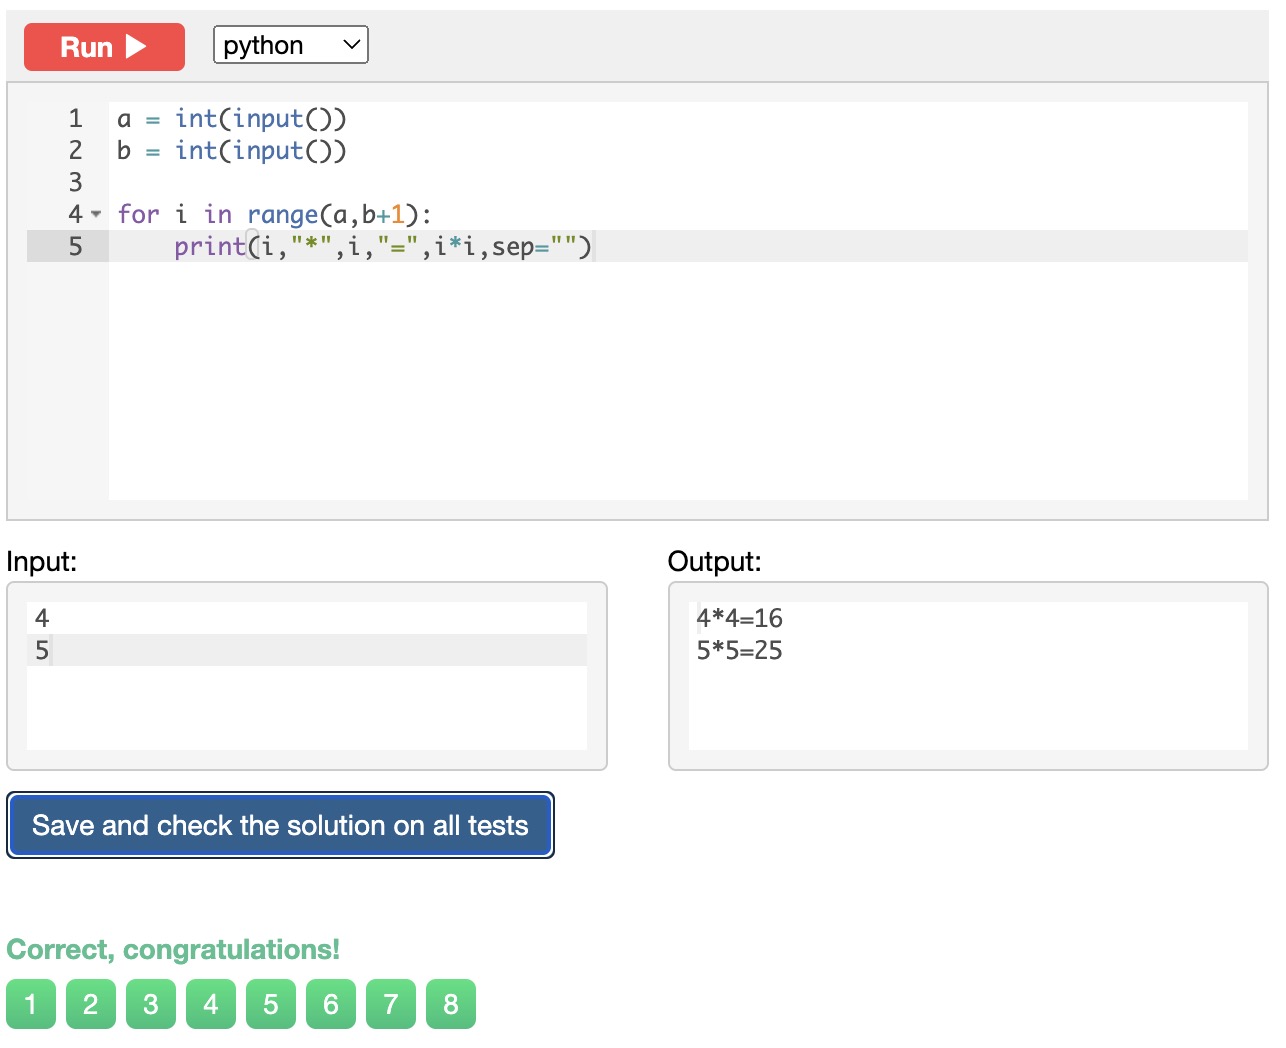 Run
python
1 a = int(input())
2 b = int(input())
3
4 for i in range(a,b+1):
5     print(i,"*",i,"=",i*i,sep="")
Input:
4
5
Output:
4*4=16
5*5=25
Save and check the solution on all tests
Correct, congratulations!
1 2 3 4 5 6 7 8